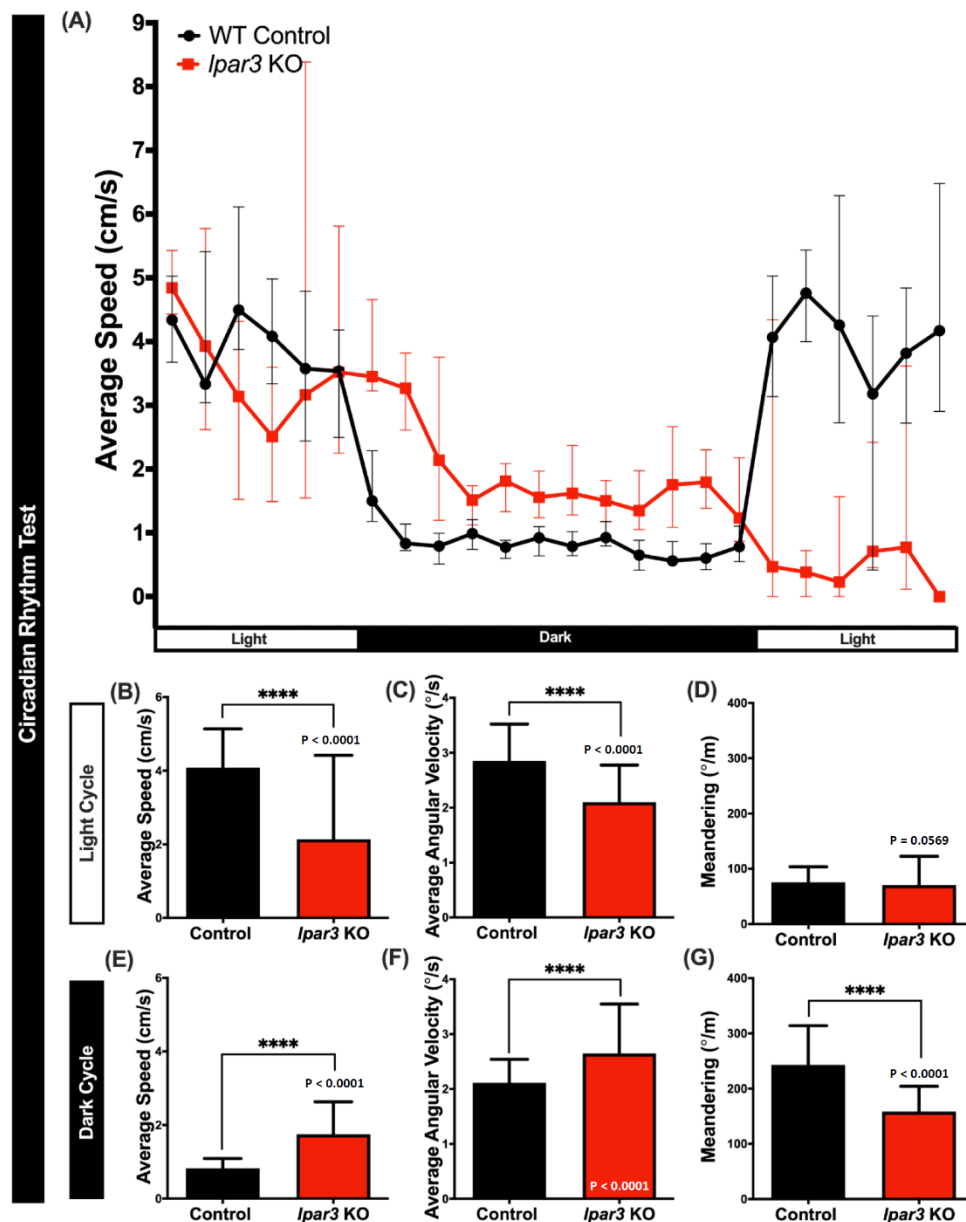 Circadian Rhythm Test
(A)
WT Control
lpar3 KO
Average Speed (cm/s)
9
8
7
6
5
4
3
2
1
0
Light
Dark
Light
Light Cycle
(B)
Average Speed (cm/s)
6
4
2
0
****
P < 0.0001
Control
lpar3 KO
(C)
Average Angular Velocity (°/s)
4
3
2
1
0
****
P < 0.0001
Control
lpar3 KO
(D)
Meandering (°/m)
400
300
200
100
0
P = 0.0569
Control
lpar3 KO
Dark Cycle
(E)
Average Speed (cm/s)
6
4
2
0
****
P < 0.0001
Control
lpar3 KO
(F)
Average Angular Velocity (°/s)
4
3
2
1
0
****
P < 0.0001
Control
lpar3 KO
(G)
Meandering (°/m)
400
300
200
100
0
****
P < 0.0001
Control
lpar3 KO